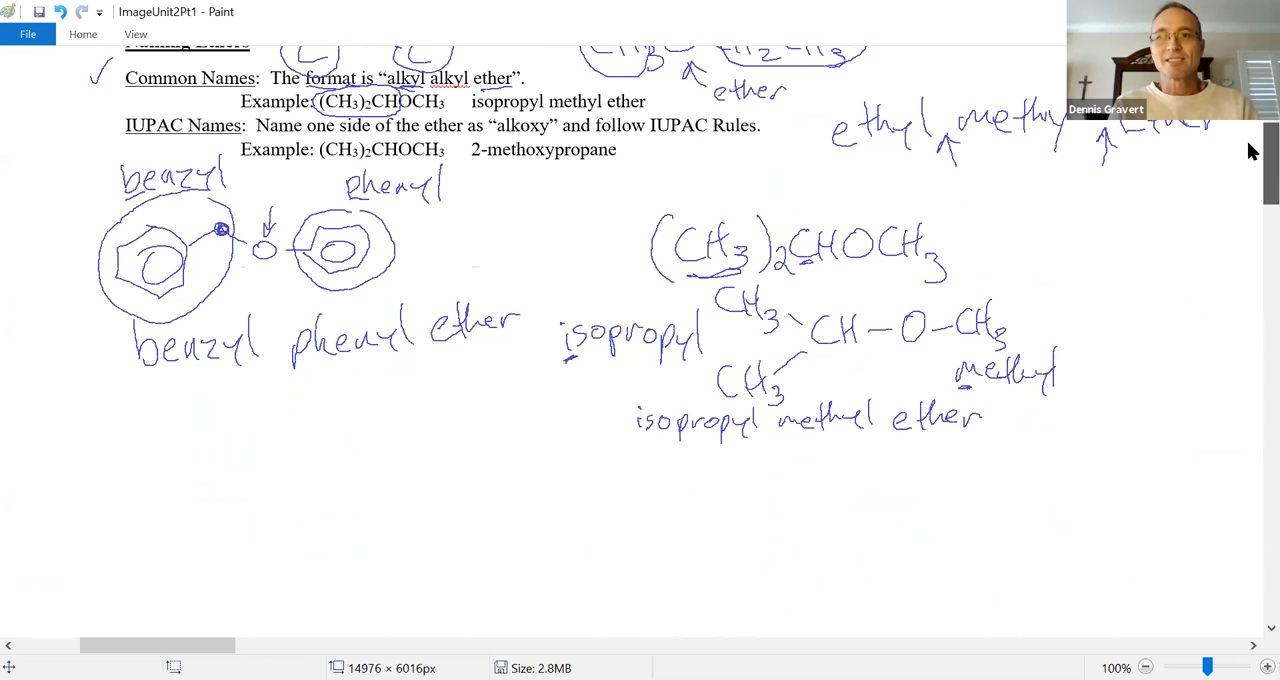 ImageUnit2Pt1 - Paint
File Home View
Dennis Gravert
Naming Ethers
Common Names: The format is “alkyl alkyl ether”.
Example: (CH3)2CHOCH3 isopropyl methyl ether
IUPAC Names: Name one side of the ether as “alkoxy” and follow IUPAC Rules.
Example: (CH3)2CHOCH3 2-methoxypropane
ether
ethyl methyl ether
benzyl phenyl
O
benzyl phenyl ether
(CH3)2CHOCH3
CH3
isopropyl CH - O - CH3
CH3 methyl
isopropyl methyl ether
14976 × 6016px Size: 2.8MB 100%